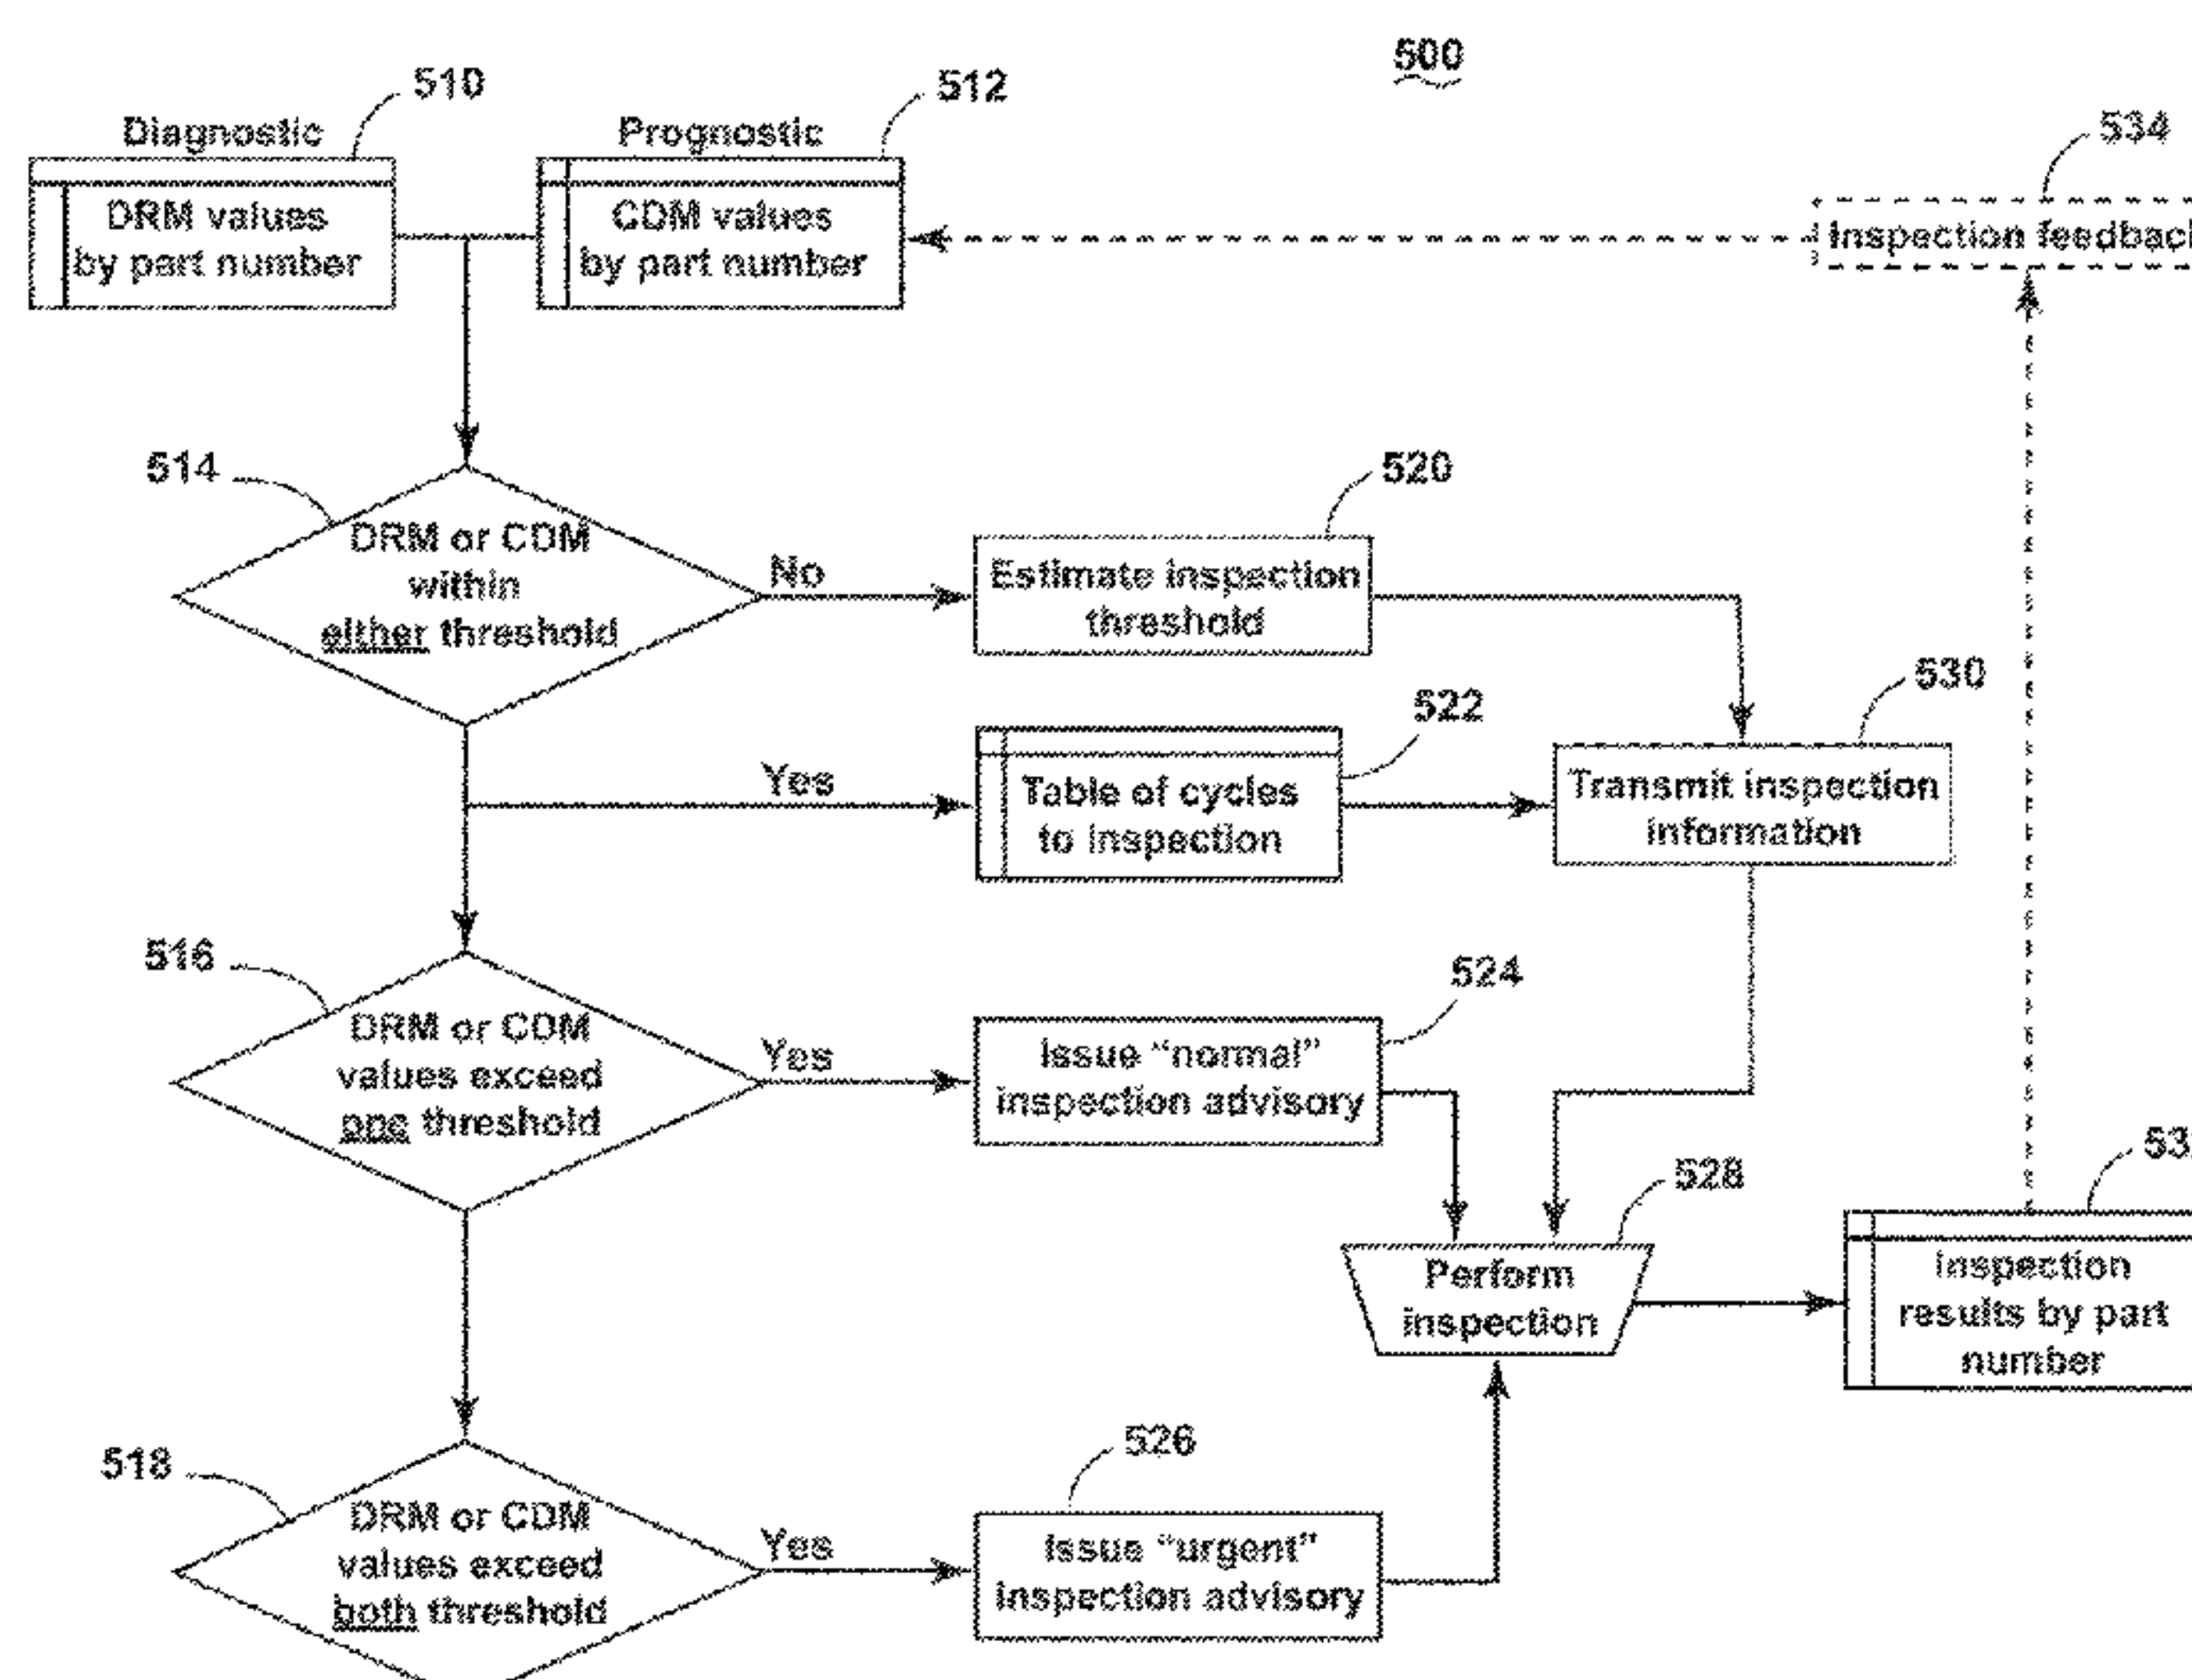 500
510
512
534
Diagnostic
Prognostic
DRM values
by part number
CDM values
by part number
Inspection feedbac
514
DRM or CDM
within
either threshold
No
520
Estimate inspection
threshold
530
522
Yes
Table of cycles
to inspection
Transmit inspection
information
516
DRM or CDM
values exceed
one threshold
Yes
524
Issue "normal"
inspection advisory
528
Perform
inspection
53
Inspection
results by part
number
518
DRM or CDM
values exceed
both threshold
Yes
526
Issue "urgent"
inspection advisory